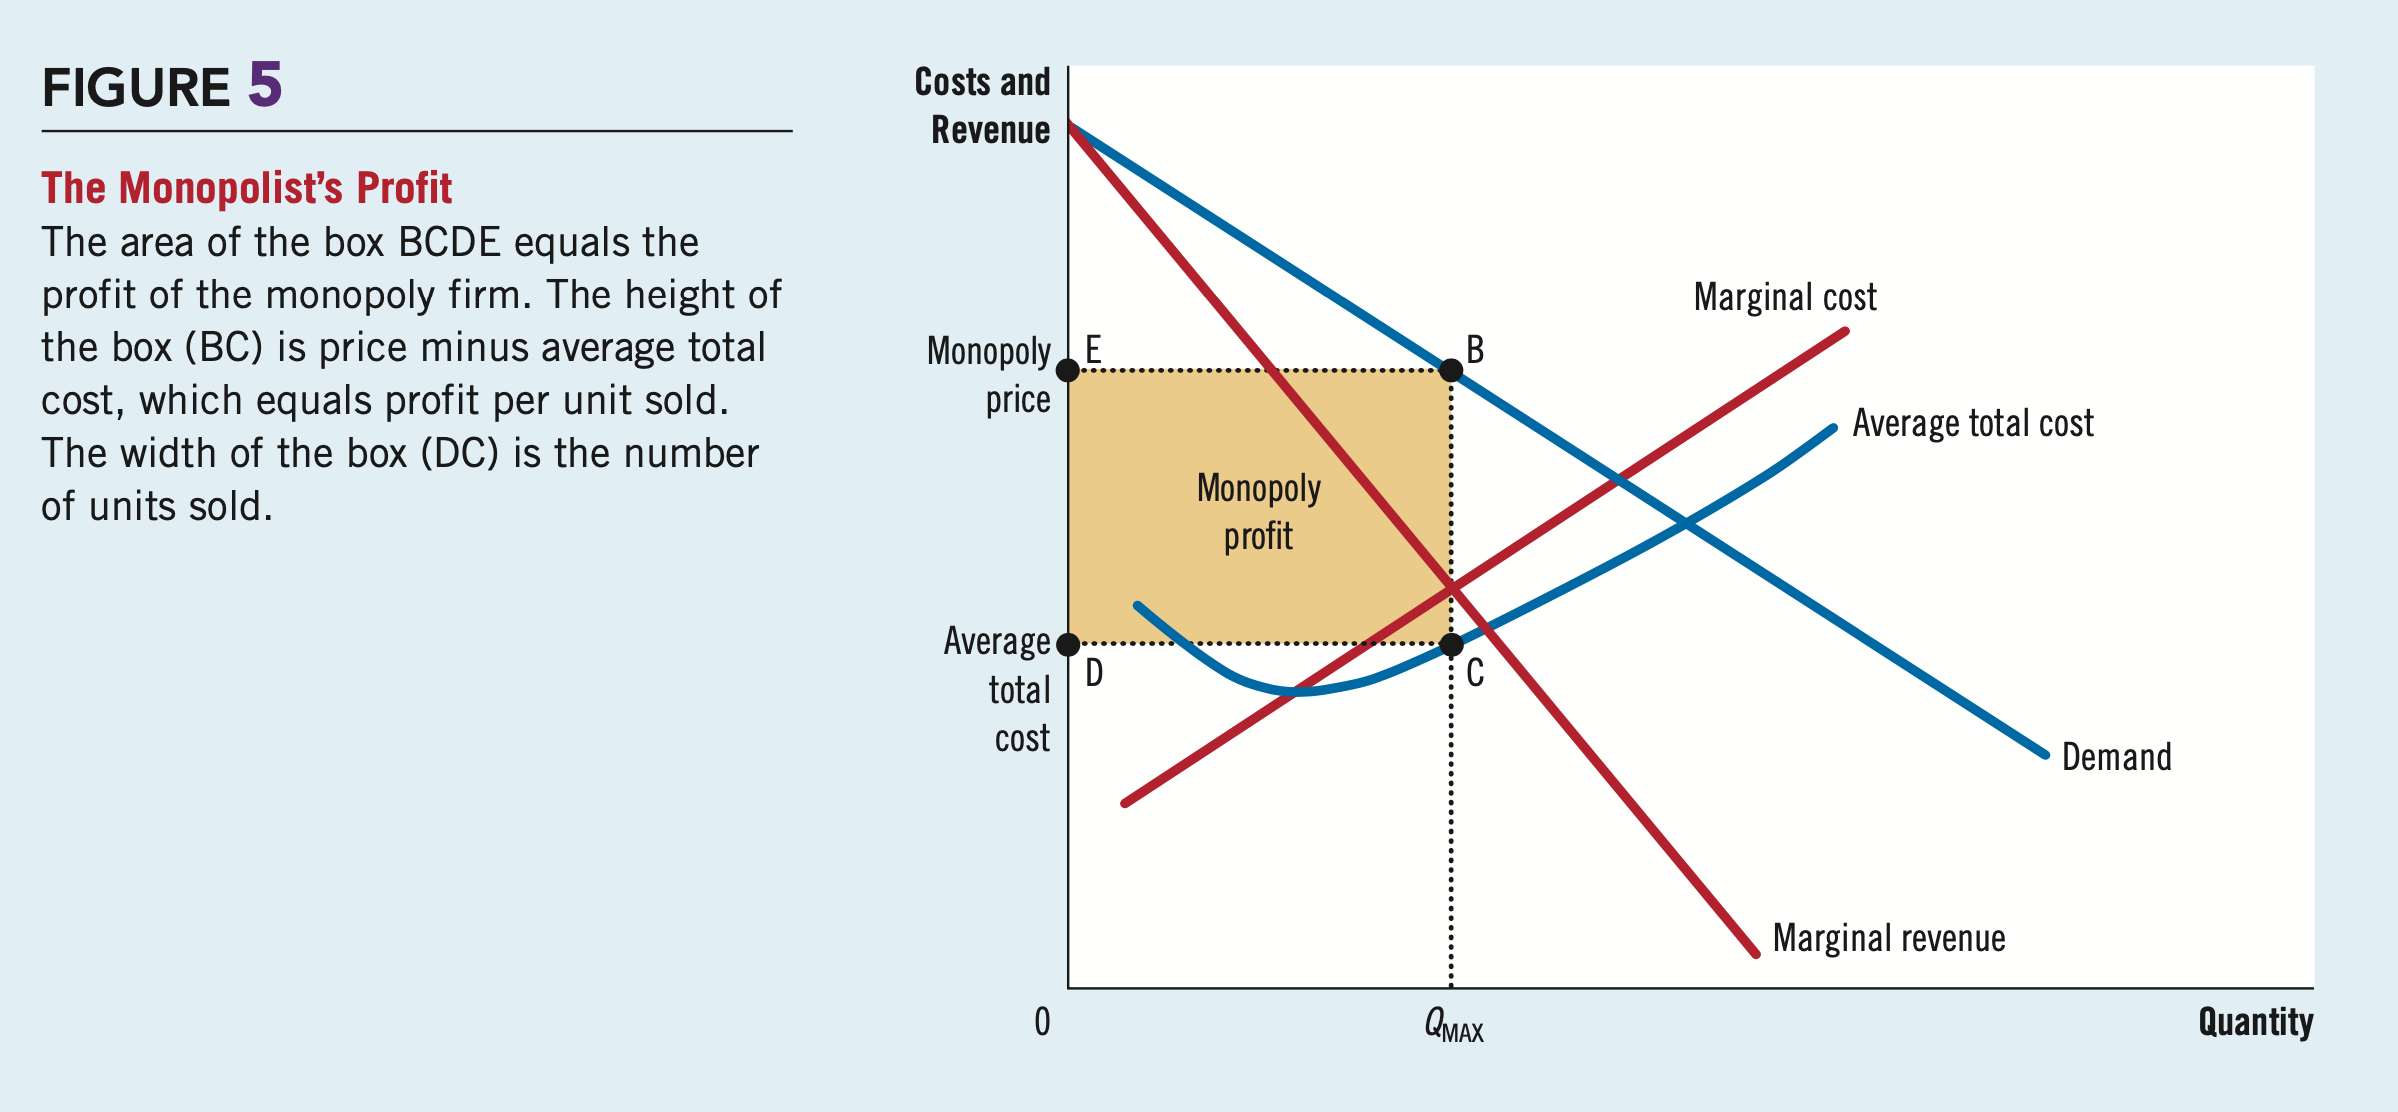 FIGURE 5
The Monopolist’s Profit
The area of the box BCDE equals the
profit of the monopoly firm. The height of
the box (BC) is price minus average total
cost, which equals profit per unit sold.
The width of the box (DC) is the number
of units sold.
Costs and
Revenue
Marginal cost
Monopoly
price
E
B
Average total cost
Monopoly
profit
Average
total
cost
D
C
Demand
Marginal revenue
0
QMAX
Quantity